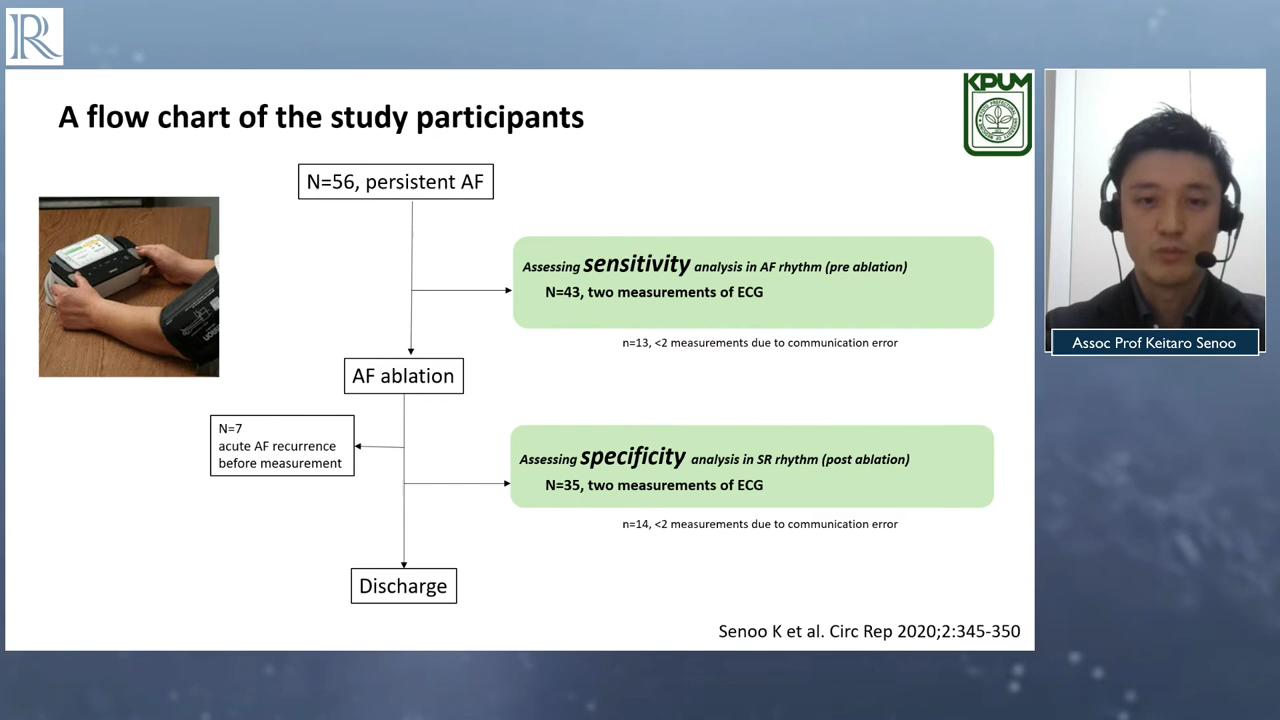 R
A flow chart of the study participants
KPUM
N=56, persistent AF
Assessing sensitivity analysis in AF rhythm (pre ablation)
N=43, two measurements of ECG
n=13, <2 measurements due to communication error
AF ablation
N=7
acute AF recurrence
before measurement
Assessing specificity analysis in SR rhythm (post ablation)
N=35, two measurements of ECG
n=14, <2 measurements due to communication error
Discharge
Senoo K et al. Circ Rep 2020;2:345-350
Assoc Prof Keitaro Senoo